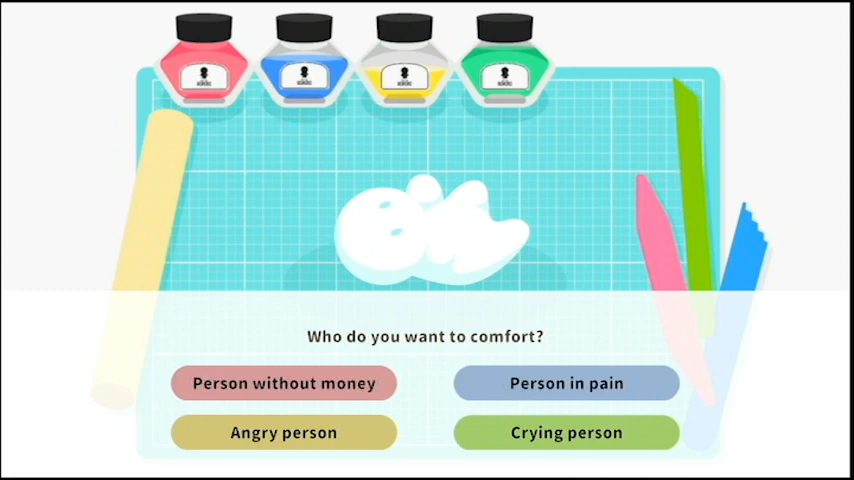 Who do you want to comfort?
Person without money
Person in pain
Angry person
Crying person